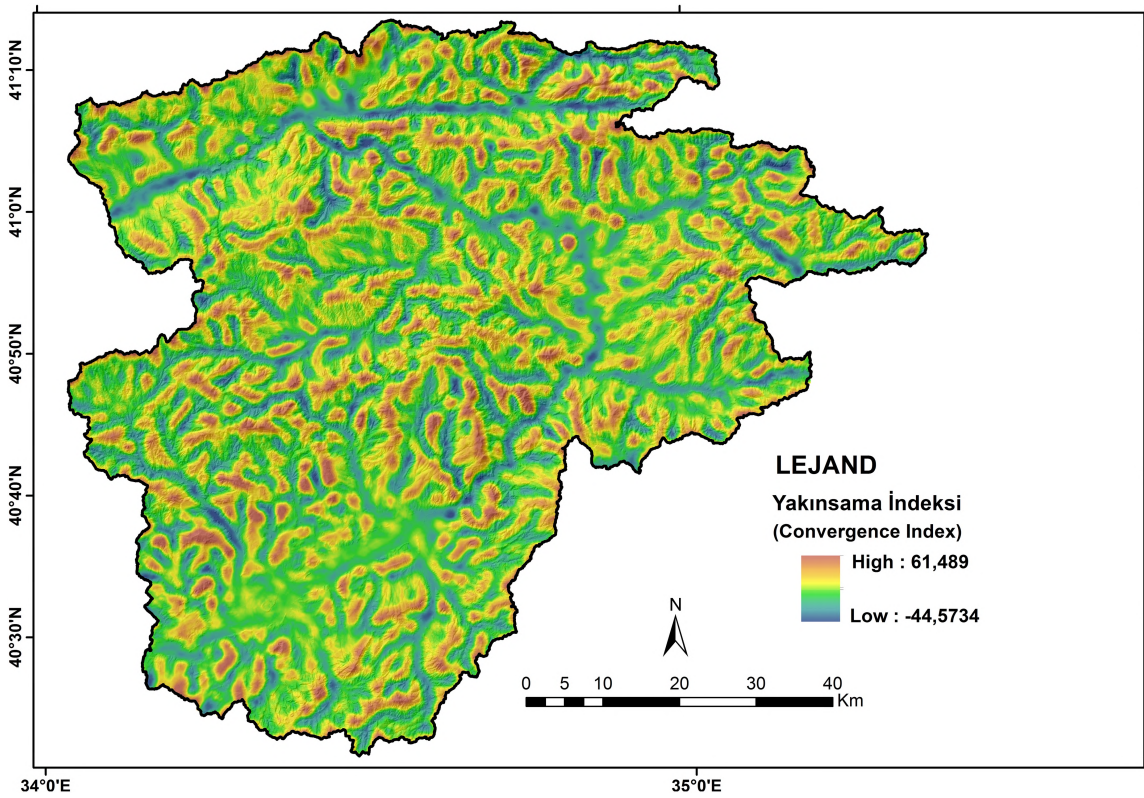 41°10'N
41°0'N
40°50'N
40°40'N
40°30'N
LEJAND
Yakınsama İndeksi
(Convergence Index)
High : 61,489
Low : -44,5734
N
0 5 10 20 30 40
Km
34°0'E 35°0'E